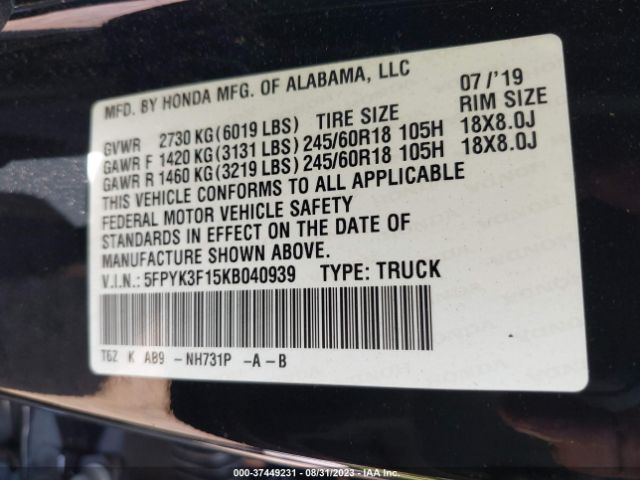 MFD. BY HONDA MFG. OF ALABAMA, LLC 07/'19
GVWR 2730 KG(6019 LBS) TIRE SIZE RIM SIZE
GAWR F 1420 KG(3131 LBS)245/60R18 105H 18X8.0J
GAWR R 1460 KG(3219 LBS)245/60R18 105H 18X8.0J
THIS VEHICLE CONFORMS TO ALL APPLICABLE
FEDERAL MOTOR VEHICLE SAFETY
STANDARDS IN EFFECT ON THE DATE OF
MANUFACTURE SHOWN ABOVE.
V.I.N.: 5FPYK3F15KB040939 TYPE: TRUCK
T6Z K AB9 -NH731P -A-B
000-37449231 - 08/31/2023 - © IAA Inc.